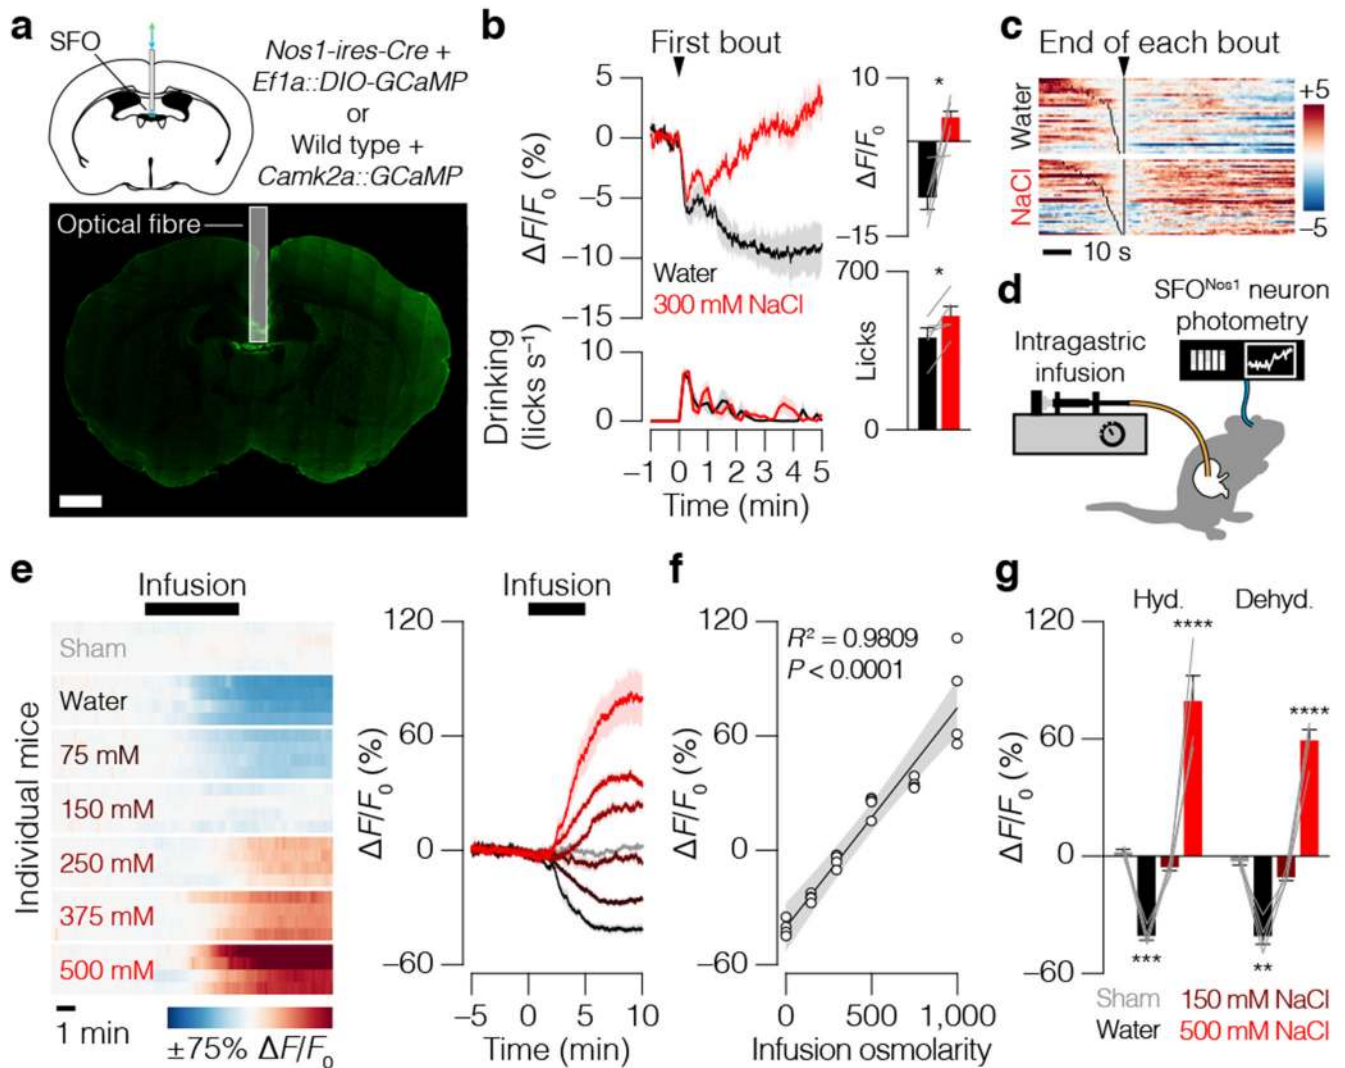 a
SFO
Nos1-ires-Cre +
Ef1a::DIO-GCaMP
or
Wild type +
Camk2a::GCaMP
Optical fibre
b
First bout
5
0
−5
−10
−15
ΔF/F0 (%)
Water
300 mM NaCl
10
0
Drinking
(licks s−1)
−1 0 1 2 3 4 5
Time (min)
10
*
ΔF/F0
−15
700
*
Licks
0
c
End of each bout
Water
NaCl
+5
−5
10 s
d
SFONos1 neuron
photometry
Intragastric
infusion
e
Infusion
Individual mice
Sham
Water
75 mM
150 mM
250 mM
375 mM
500 mM
1 min
±75% ΔF/F0
Infusion
120
60
0
−60
ΔF/F0 (%)
−5 0 5 10
Time (min)
f
120
60
0
−60
ΔF/F0 (%)
R2 = 0.9809
P < 0.0001
0 500 1,000
Infusion osmolarity
g
Hyd. Dehyd.
120
60
0
−60
ΔF/F0 (%)
****
****
***
**
Sham 150 mM NaCl
Water 500 mM NaCl